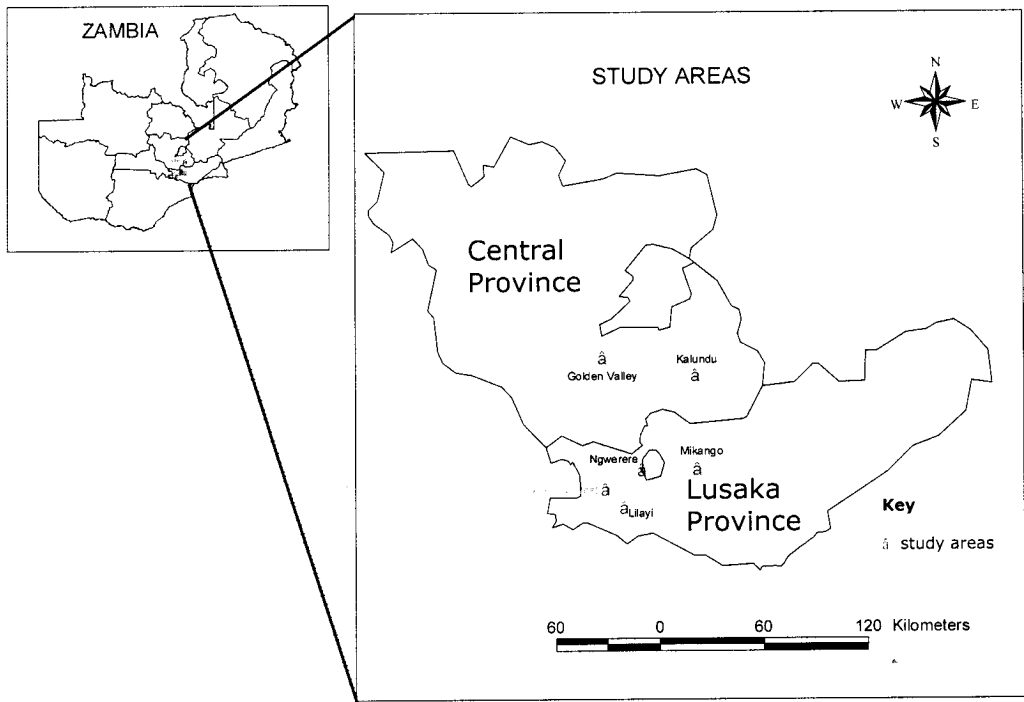 ZAMBIA
STUDY AREAS
N
W E
S
Central
Province
â
Golden Valley
Kalundu
â
Ngwerere
â
Mikango
â
â
â Lilayi
Lusaka
Province
Key
â study areas
60 0 60 120 Kilometers